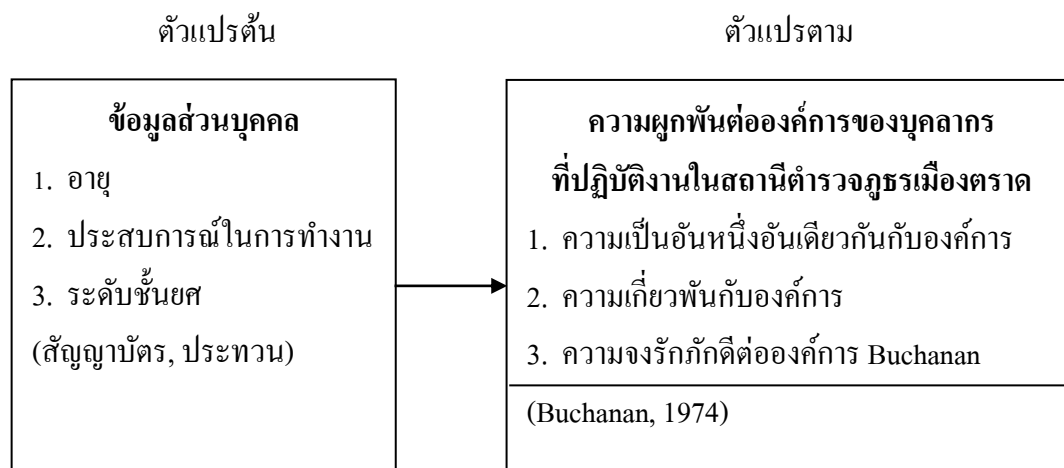 ตัวแปรต้น
ข้อมูลส่วนบุคคล
1. อายุ
2. ประสบการณ์ในการทำงาน
3. ระดับชั้นยศ
(สัญญาบัตร, ประทวน)
ตัวแปรตาม
ความผูกพันต่อองค์การของบุคลากร
ที่ปฏิบัติงานในสถานีตำรวจภูธรเมืองตราด
1. ความเป็นอันหนึ่งอันเดียวกันกับองค์การ
2. ความเกี่ยวพันกับองค์การ
3. ความจงรักภักดีต่อองค์การ Buchanan
(Buchanan, 1974)